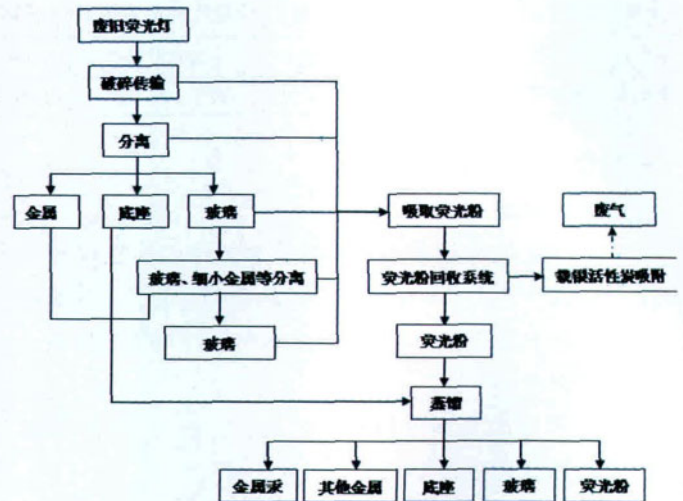 废旧荧光灯
破碎传输
分离
金属
底座
玻璃
吸取荧光粉
废气
玻璃、细小金属等分离
荧光粉回收系统
载银活性炭吸附
玻璃
荧光粉
蒸馏
金属汞
其他金属
底座
玻璃
荧光粉